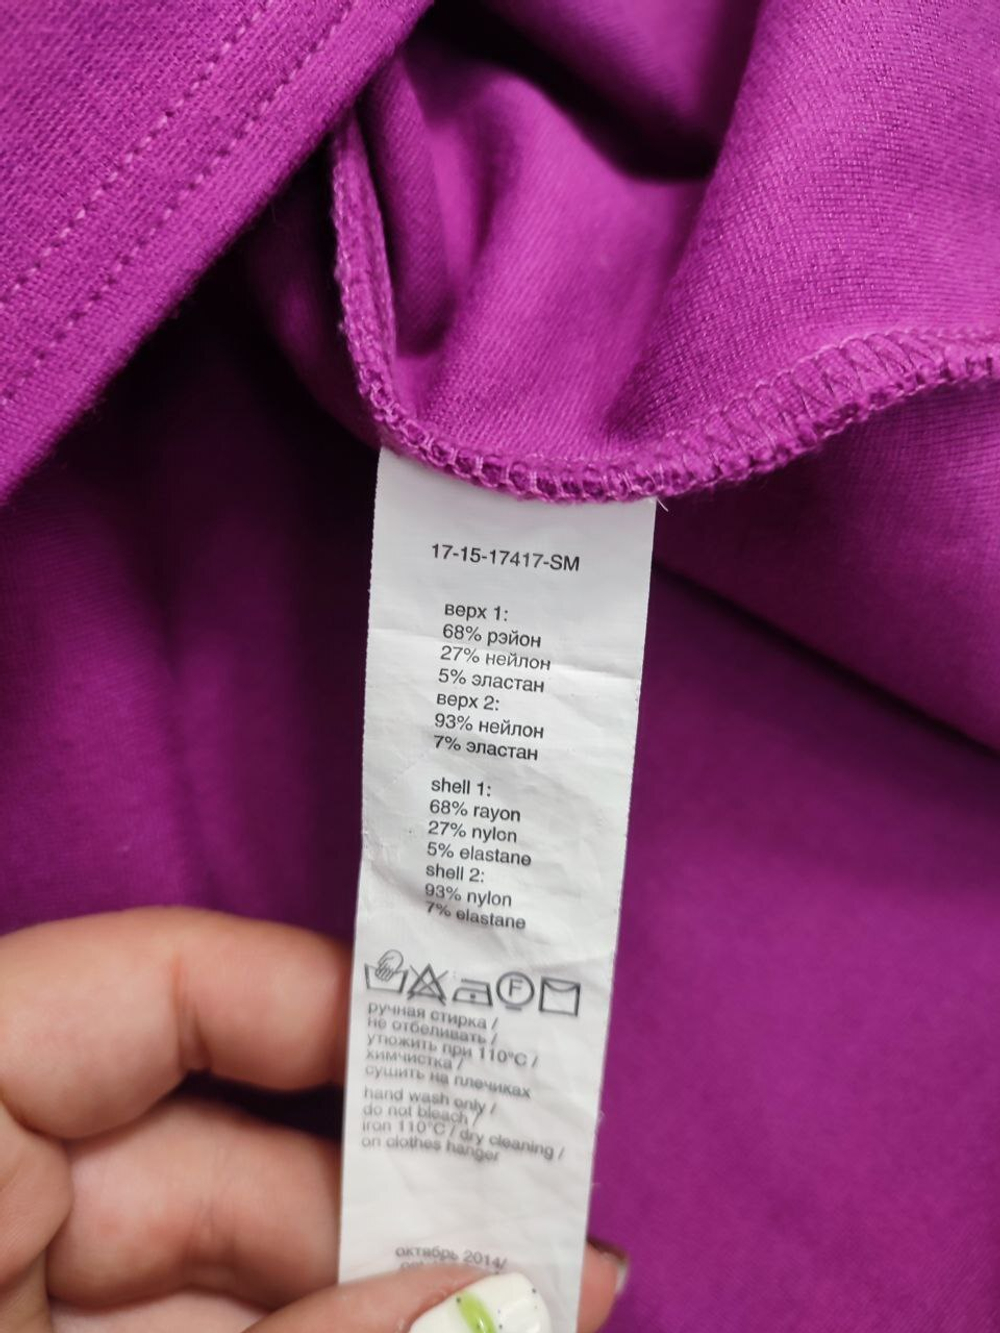 17-15-17417-SM
верх 1:
68% рэйон
27% нейлон
5% эластан
верх 2:
93% нейлон
7% эластан
shell 1:
68% rayon
27% nylon
5% elastane
shell 2:
93% nylon
7% elastane
F
ручная стирка /
не отбеливать /
утюжить при 110°C /
химчистка /
сушить на плечиках
hand wash only /
do not bleach /
iron 110°C / dry cleaning /
on clothes hanger
октябрь 2014/